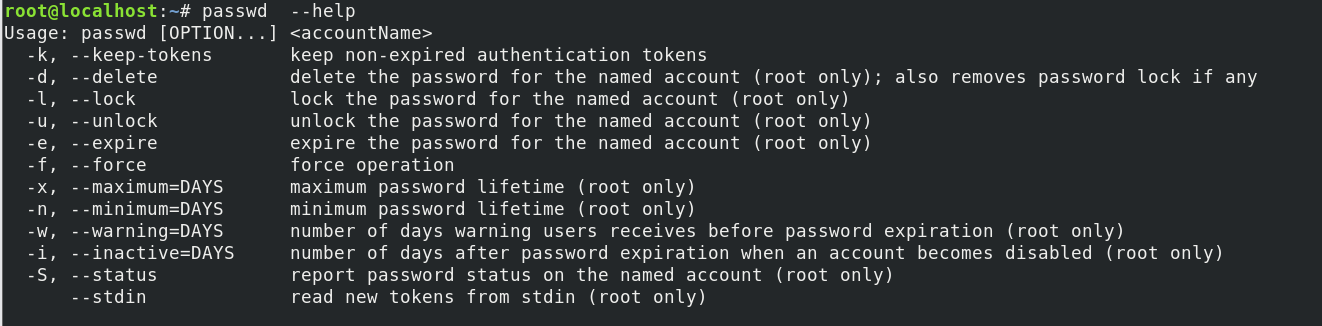 root@localhost:~# passwd  --help
Usage: passwd [OPTION...] <accountName>
  -k, --keep-tokens       keep non-expired authentication tokens
  -d, --delete            delete the password for the named account (root only); also removes password lock if any
  -l, --lock              lock the password for the named account (root only)
  -u, --unlock            unlock the password for the named account (root only)
  -e, --expire            expire the password for the named account (root only)
  -f, --force             force operation
  -x, --maximum=DAYS      maximum password lifetime (root only)
  -n, --minimum=DAYS      minimum password lifetime (root only)
  -w, --warning=DAYS      number of days warning users receives before password expiration (root only)
  -i, --inactive=DAYS     number of days after password expiration when an account becomes disabled (root only)
  -S, --status            report password status on the named account (root only)
      --stdin             read new tokens from stdin (root only)